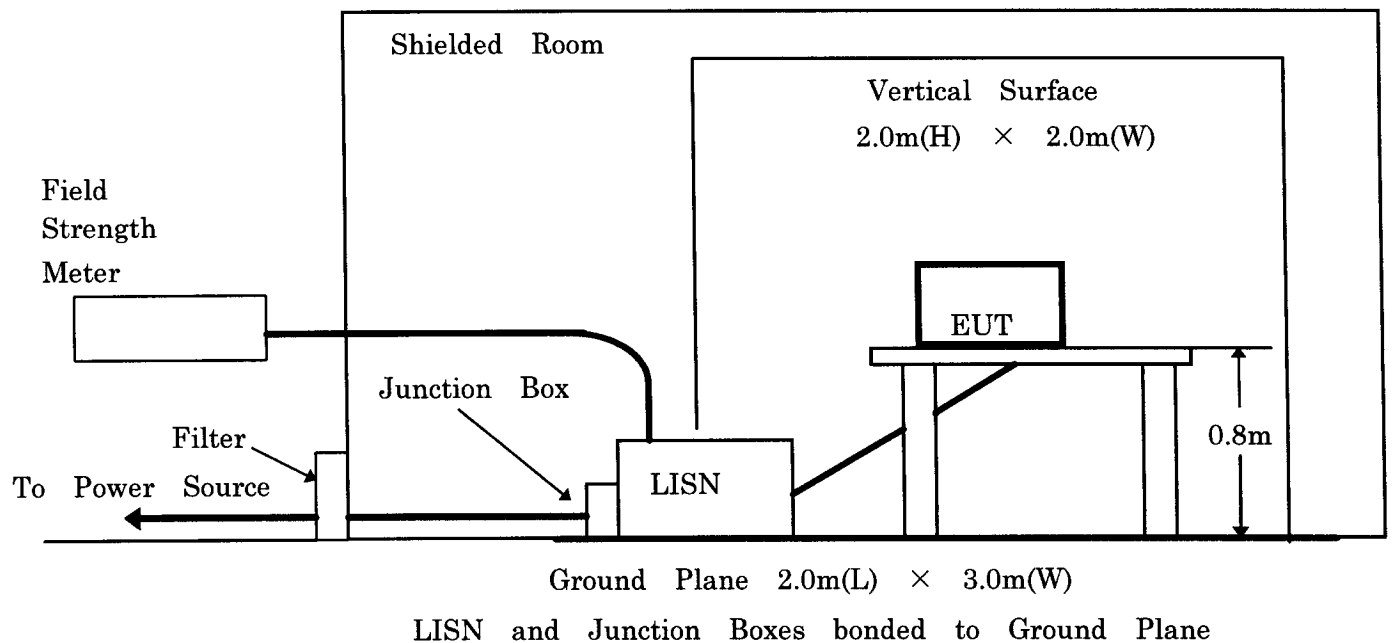 Shielded Room
Vertical Surface
2.0m(H) × 2.0m(W)
Field
Strength
Meter
EUT
Junction Box
0.8m
Filter
LISN
To Power Source
Ground Plane 2.0m(L) × 3.0m(W)
LISN and Junction Boxes bonded to Ground Plane